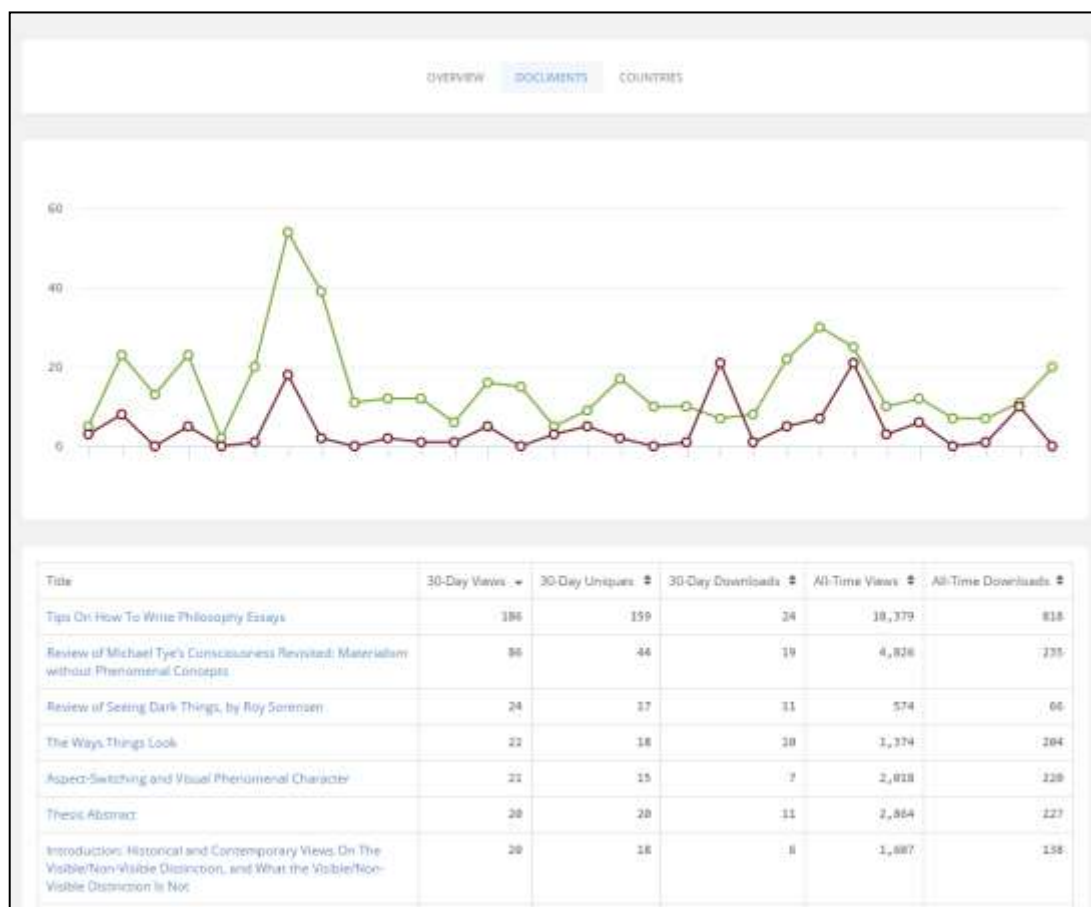 OVERVIEW DOCUMENTS COUNTRIES
60
40
20
0
Title 30-Day Views 30-Day Uniques 30-Day Downloads All-Time Views All-Time Downloads
Tips On How To Write Philosophy Essays 186 159 24 18,379 818
Review of Michael Tye's Consciousness Revisited: Materialism
without Phenomenal Concepts 86 44 19 4,826 235
Review of Seeing Dark Things, by Roy Sorensen 24 17 11 574 66
The Ways Things Look 22 18 1,374 204
Aspect-Switching and Visual Phenomenal Character 21 15 7 2,018 220
Thesis Abstract 20 20 11 2,864 227
Introduction: Historical and Contemporary Views On The
Visible/Non-Visible Distinction, and What the Visible/Non-
Visible Distinction Is Not 20 18 6 138